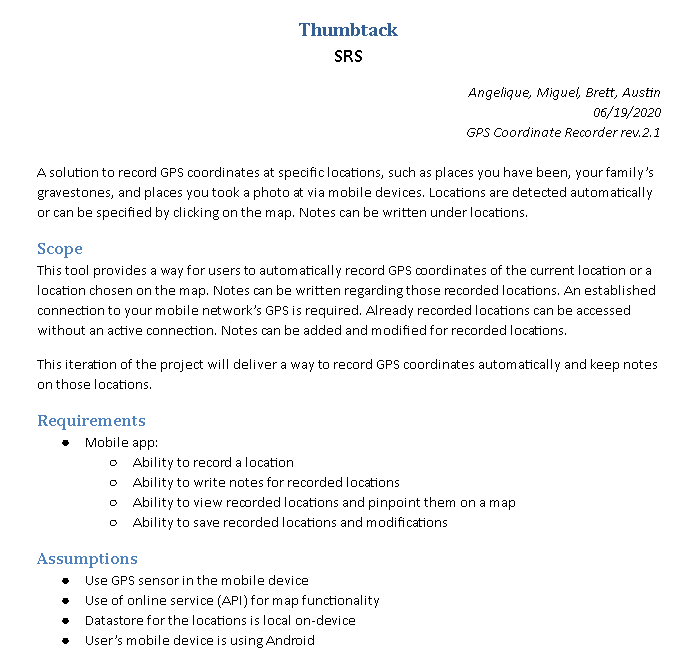 Thumbtack
SRS
Angelique, Miguel, Brett, Austin
06/19/2020
GPS Coordinate Recorder rev.2.1
A solution to record GPS coordinates at specific locations, such as places you have been, your family's
gravestones, and places you took a photo at via mobile devices. Locations are detected automatically
or can be specified by clicking on the map. Notes can be written under locations.
Scope
This tool provides a way for users to automatically record GPS coordinates of the current location or a
location chosen on the map. Notes can be written regarding those recorded locations. An established
connection to your mobile network's GPS is required. Already recorded locations can be accessed
without an active connection. Notes can be added and modified for recorded locations.
This iteration of the project will deliver a way to record GPS coordinates automatically and keep notes
on those locations.
Requirements
● Mobile app:
○ Ability to record a location
○ Ability to write notes for recorded locations
○ Ability to view recorded locations and pinpoint them on a map
○ Ability to save recorded locations and modifications
Assumptions
● Use GPS sensor in the mobile device
● Use of online service (API) for map functionality
● Datastore for the locations is local on-device
● User's mobile device is using Android